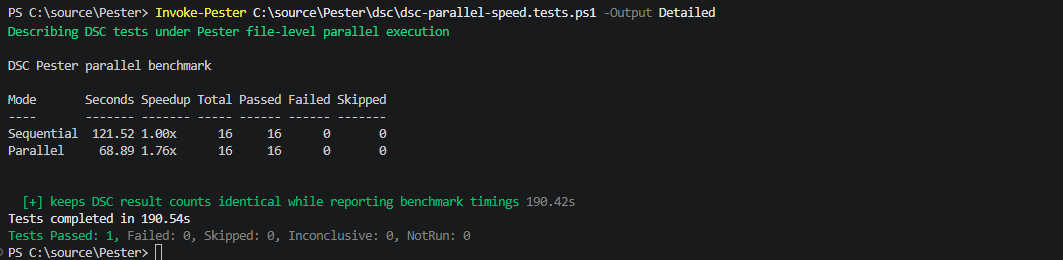 PS C:\source\Pester> Invoke-Pester C:\source\Pester\dsc\dsc-parallel-speed.tests.ps1 -Output Detailed
Describing DSC tests under Pester file-level parallel execution
DSC Pester parallel benchmark
Mode       Seconds Speedup Total Passed Failed Skipped
----       ------- ------- ----- ------ ------ -------
Sequential  121.52 1.00x      16     16      0       0
Parallel     68.89 1.76x      16     16      0       0
[+] keeps DSC result counts identical while reporting benchmark timings 190.42s
Tests completed in 190.54s
Tests Passed: 1, Failed: 0, Skipped: 0, Inconclusive: 0, NotRun: 0
PS C:\source\Pester>